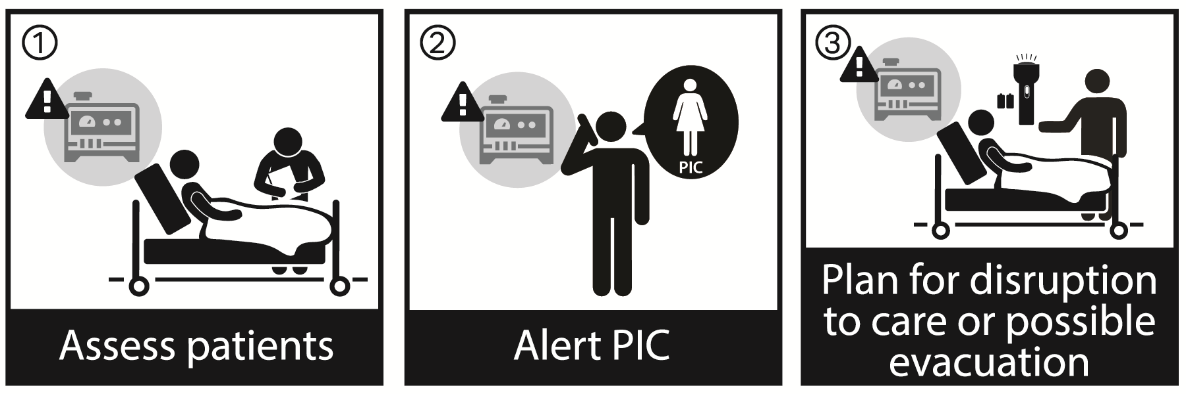 ①
Assess patients
②
PIC
Alert PIC
③
Plan for disruption
to care or possible
evacuation